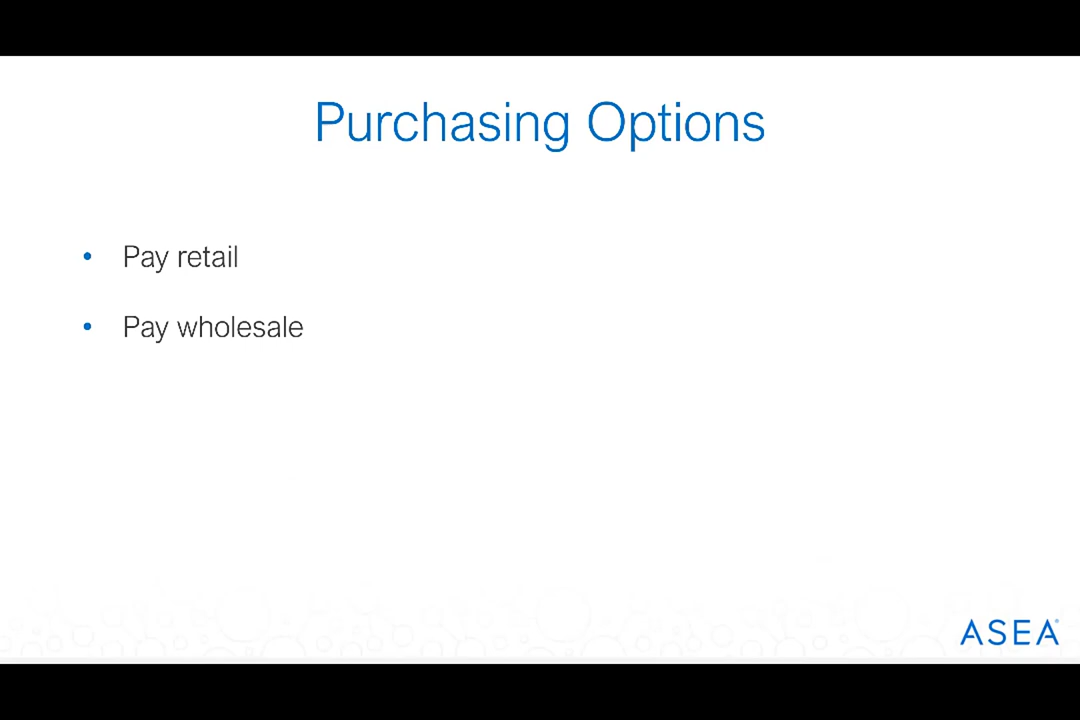 Purchasing Options
• Pay retail
• Pay wholesale
ASEA®